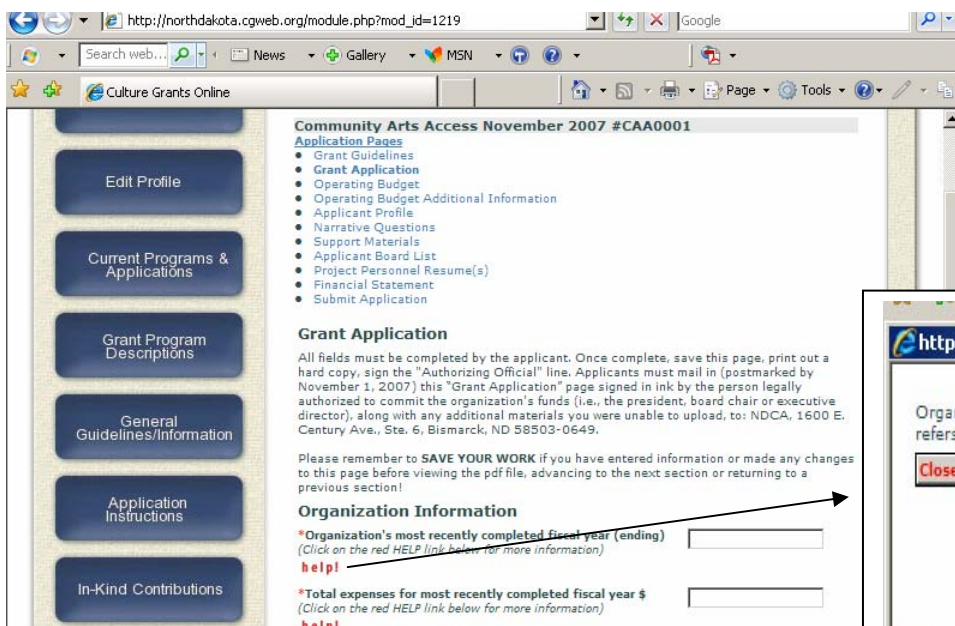 http://northdakota.cgweb.org/module.php?mod_id=1219
Google
Search web...
News
Gallery
MSN
Culture Grants Online
Page
Tools
Edit Profile
Current Programs &
Applications
Grant Program
Descriptions
General
Guidelines/Information
Application
Instructions
In-Kind Contributions
Community Arts Access November 2007 #CAA0001
Application Pages
Grant Guidelines
Grant Application
Operating Budget
Operating Budget Additional Information
Applicant Profile
Narrative Questions
Support Materials
Applicant Board List
Project Personnel Resume(s)
Financial Statement
Submit Application
Grant Application
All fields must be completed by the applicant. Once complete, save this page, print out a
hard copy, sign the "Authorizing Official" line. Applicants must mail in (postmarked by
November 1, 2007) this "Grant Application" page signed in ink by the person legally
authorized to commit the organization's funds (i.e., the president, board chair or executive
director), along with any additional materials you were unable to upload, to: NDCA, 1600 E.
Century Ave., Ste. 6, Bismarck, ND 58503-0649.
Please remember to SAVE YOUR WORK if you have entered information or made any changes
to this page before viewing the pdf file, advancing to the next section or returning to a
previous section!
Organization Information
*Organization's most recently completed fiscal year (ending)
(Click on the red HELP link below for more information)
help!
*Total expenses for most recently completed fiscal year $
(Click on the red HELP link below for more information)
help!
http
refers
Close